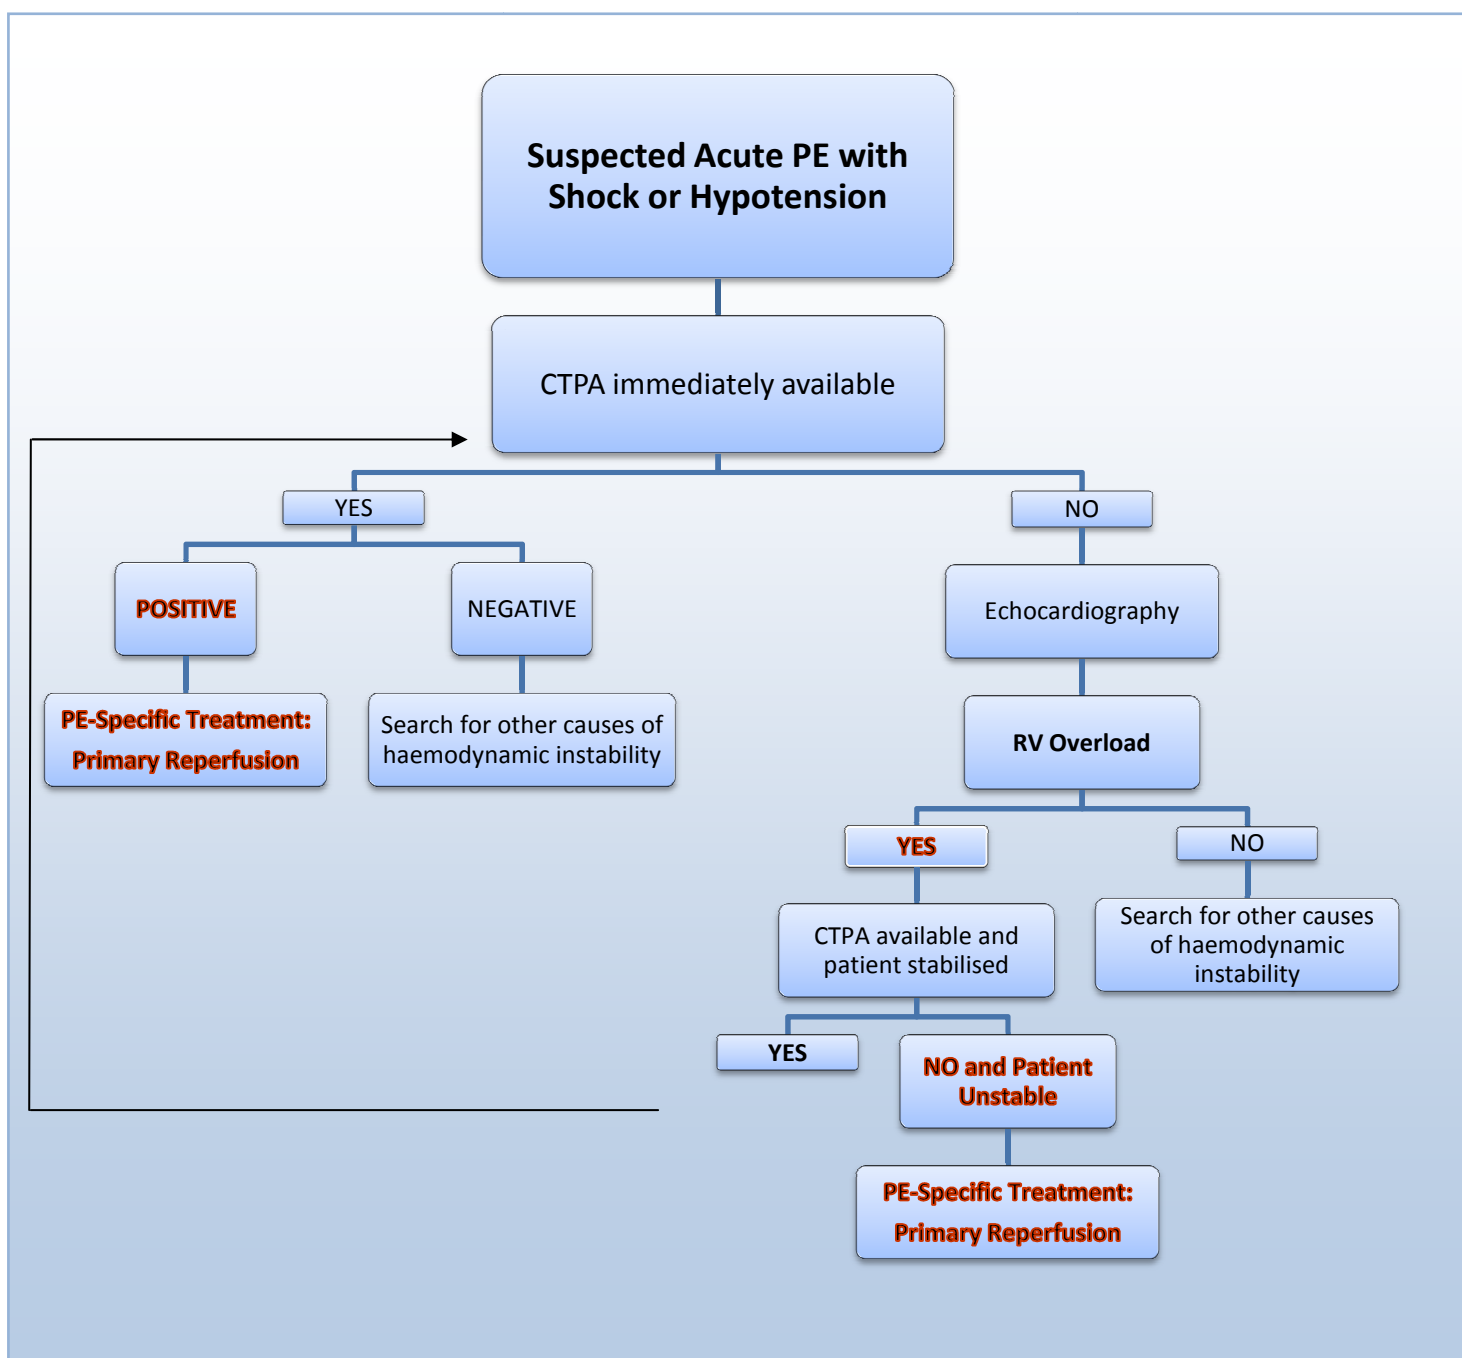 Suspected Acute PE with
Shock or Hypotension
CTPA immediately available
YES
NO
POSITIVE
NEGATIVE
Echocardiography
PE-Specific Treatment:
Primary Reperfusion
Search for other causes of
haemodynamic instability
RV Overload
YES
NO
CTPA available and
patient stabilised
Search for other causes
of haemodynamic
instability
YES
NO and Patient
Unstable
PE-Specific Treatment:
Primary Reperfusion